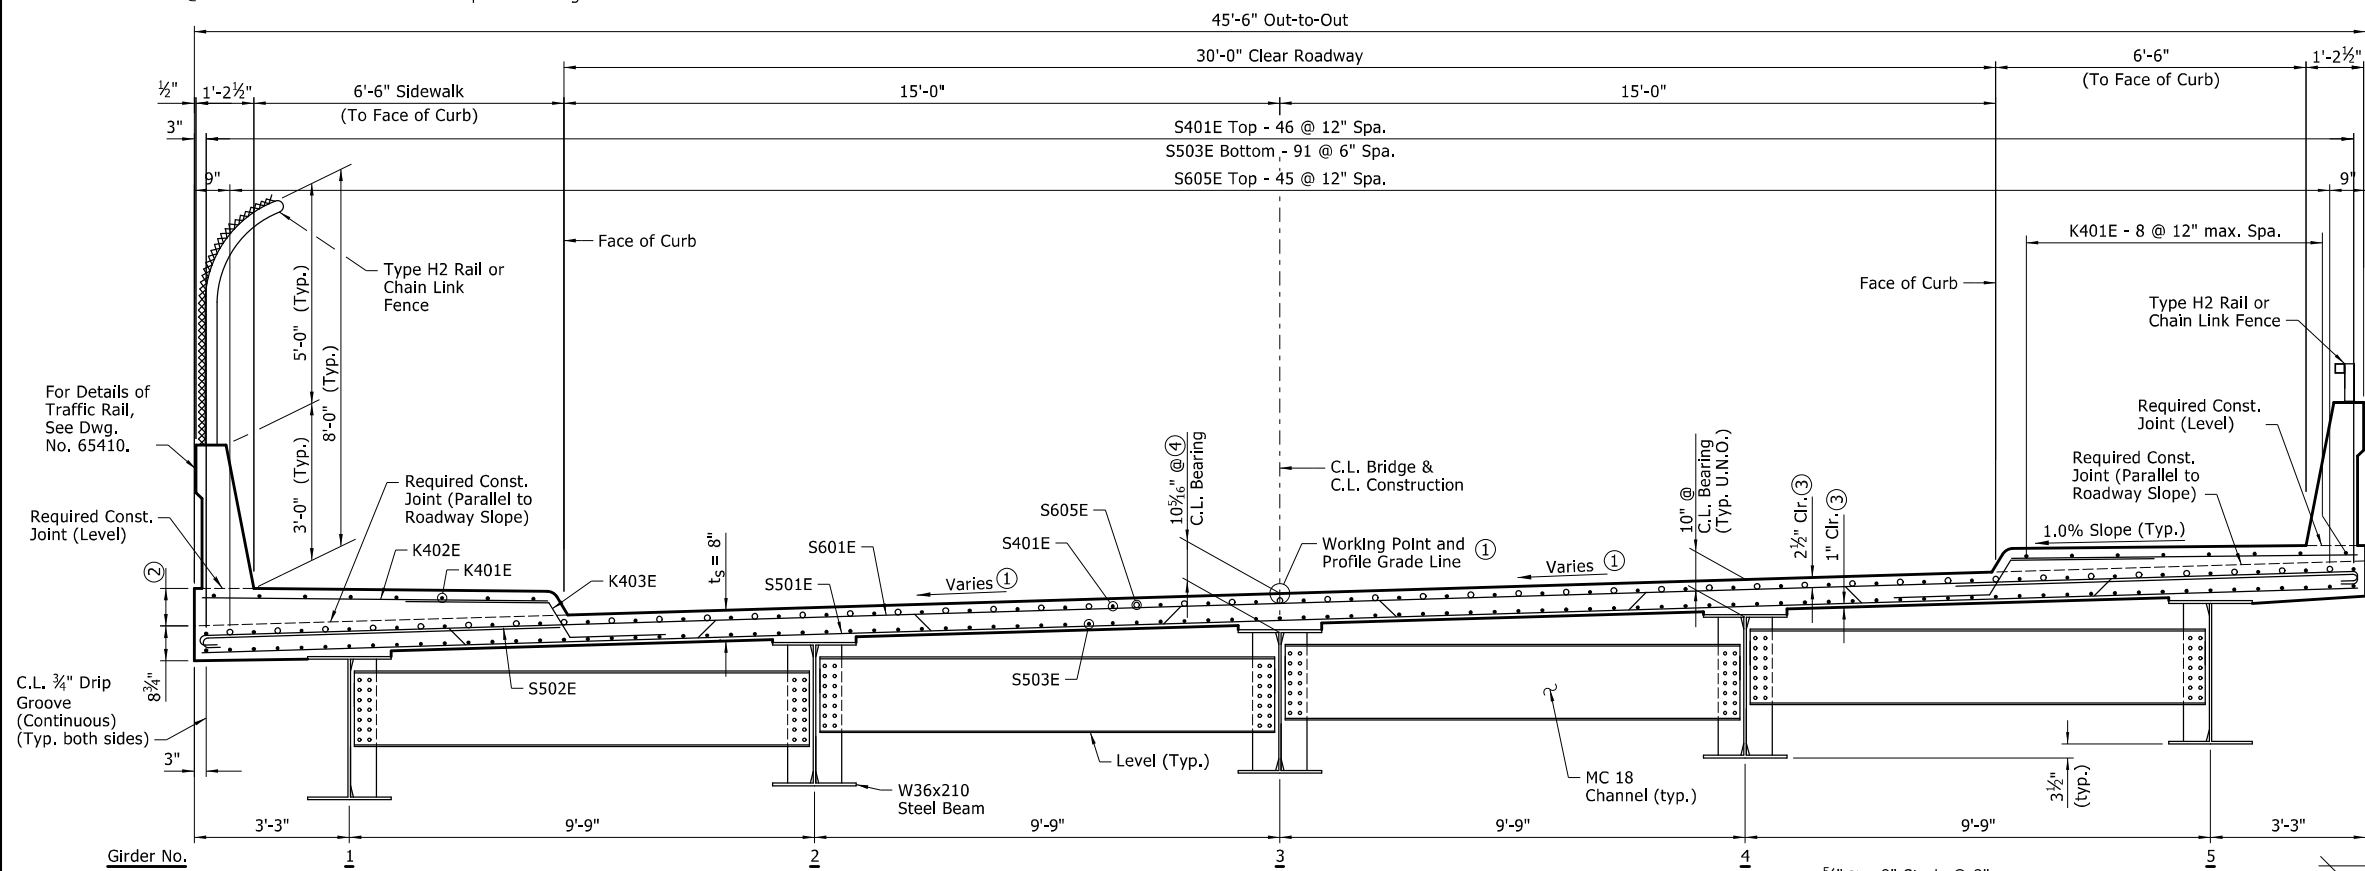 45'-6" Out-to-Out
30'-0" Clear Roadway
6'-6"
(To Face of Curb)
1'-2½"
½"
1'-2½"
6'-6" Sidewalk
(To Face of Curb)
15'-0"
15'-0"
3"
S401E Top - 46 @ 12" Spa.
S503E Bottom - 91 @ 6" Spa.
9"
S605E Top - 45 @ 12" Spa.
9"
K401E - 8 @ 12" max. Spa.
Face of Curb
Face of Curb
Type H2 Rail or
Chain Link
Fence
5'-0" (Typ.)
8'-0" (Typ.)
3'-0" (Typ.)
Type H2 Rail or
Chain Link Fence
For Details of
Traffic Rail,
See Dwg.
No. 65410.
Required Const.
Joint (Level)
Required Const.
Joint (Parallel to
Roadway Slope)
Required Const.
Joint (Level)
Required Const.
Joint (Parallel to
Roadway Slope)
1.0% Slope (Typ.)
C.L. Bridge &
C.L. Construction
10⁵⁄₁₆" @ ④
C.L. Bearing
10" @
C.L. Bearing
(Typ. U.N.O.)
2½" Clr. ③
1" Clr. ③
Working Point and
Profile Grade Line ①
Varies ①
Varies ①
S605E
S401E
S601E
S501E
ts = 8"
K402E
K401E
K403E
②
8¾"
S502E
S503E
C.L. ¾" Drip
Groove
(Continuous)
(Typ. both sides)
3"
Level (Typ.)
W36x210
Steel Beam
MC 18
Channel (typ.)
3½"
(typ.)
3'-3"
9'-9"
9'-9"
9'-9"
9'-9"
3'-3"
Girder No.
1
2
3
4
5